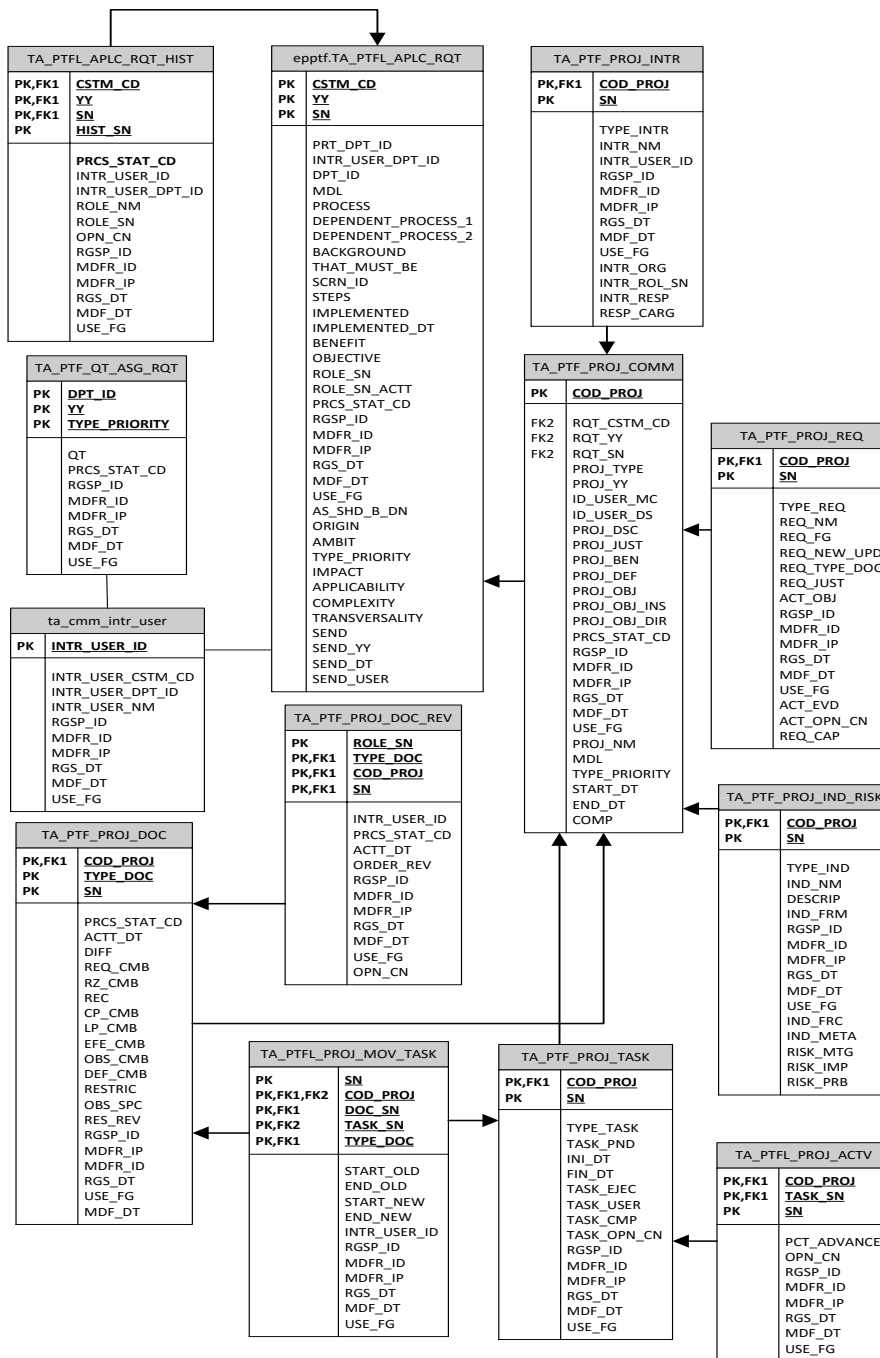 TA_PTFL_APLC_RQT_HIST
PK,FK1 CSTM_CD
PK,FK1 YY
PK,FK1 SN
PK HIST_SN
PRCS_STAT_CD
INTR_USER_ID
INTR_USER_DPT_ID
ROLE_NM
ROLE_SN
OPN_CN
RGSP_ID
MDFR_ID
MDFR_IP
RGS_DT
MDF_DT
USE_FG
epptf.TA_PTFL_APLC_RQT
PK CSTM_CD
PK YY
PK SN
PRT_DPT_ID
INTR_USER_DPT_ID
DPT_ID
MDL
PROCESS
DEPENDENT_PROCESS_1
DEPENDENT_PROCESS_2
BACKGROUND
THAT_MUST_BE
SCRN_ID
STEPS
IMPLEMENTED
IMPLEMENTED_DT
BENEFIT
OBJECTIVE
ROLE_SN
ROLE_SN_ACTT
PRCS_STAT_CD
RGSP_ID
MDFR_ID
MDFR_IP
RGS_DT
MDF_DT
USE_FG
AS_SHD_B_DN
ORIGIN
AMBIT
TYPE_PRIORITY
IMPACT
APPLICABILITY
COMPLEXITY
TRANSVERSALITY
SEND
SEND_YY
SEND_DT
SEND_USER
TA_PTF_PROJ_INTR
PK,FK1 COD_PROJ
PK SN
TYPE_INTR
INTR_NM
INTR_USER_ID
RGSP_ID
MDFR_ID
MDFR_IP
RGS_DT
MDF_DT
USE_FG
INTR_ORG
INTR_ROL_SN
INTR_RESP
RESP_CARG
TA_PTF_QT_ASG_RQT
PK DPT_ID
PK YY
PK TYPE_PRIORITY
QT
PRCS_STAT_CD
RGSP_ID
MDFR_ID
MDFR_IP
RGS_DT
MDF_DT
USE_FG
TA_PTF_PROJ_COMM
PK COD_PROJ
FK2 RQT_CSTM_CD
FK2 RQT_YY
FK2 RQT_SN
PROJ_TYPE
PROJ_YY
ID_USER_MC
ID_USER_DS
PROJ_DSC
PROJ_JUST
PROJ_BEN
PROJ_DEF
PROJ_OBJ
PROJ_OBJ_INS
PROJ_OBJ_DIR
PRCS_STAT_CD
RGSP_ID
MDFR_ID
MDFR_IP
RGS_DT
MDF_DT
USE_FG
PROJ_NM
MDL
TYPE_PRIORITY
START_DT
END_DT
COMP
TA_PTF_PROJ_REQ
PK,FK1 COD_PROJ
PK SN
TYPE_REQ
REQ_NM
REQ_FG
REQ_NEW_UPD
REQ_TYPE_DOC
REQ_JUST
ACT_OBJ
RGSP_ID
MDFR_ID
MDFR_IP
RGS_DT
MDF_DT
USE_FG
ACT_EVD
ACT_OPN_CN
REQ_CAP
ta_cmm_intr_user
PK INTR_USER_ID
INTR_USER_CSTM_CD
INTR_USER_DPT_ID
INTR_USER_NM
RGSP_ID
MDFR_ID
MDFR_IP
RGS_DT
MDF_DT
USE_FG
TA_PTF_PROJ_DOC_REV
PK ROLE_SN
PK,FK1 TYPE_DOC
PK,FK1 COD_PROJ
PK,FK1 SN
INTR_USER_ID
PRCS_STAT_CD
ACTT_DT
ORDER_REV
RGSP_ID
MDFR_ID
MDFR_IP
RGS_DT
MDF_DT
USE_FG
OPN_CN
TA_PTF_PROJ_IND_RISK
PK,FK1 COD_PROJ
PK SN
TYPE_IND
IND_NM
DESCRIP
IND_FRM
RGSP_ID
MDFR_ID
MDFR_IP
RGS_DT
MDF_DT
USE_FG
IND_FRC
IND_META
RISK_MTG
RISK_IMP
RISK_PRB
TA_PTF_PROJ_DOC
PK,FK1 COD_PROJ
PK TYPE_DOC
PK SN
PRCS_STAT_CD
ACTT_DT
DIFF
REQ_CMB
RZ_CMB
REC
CP_CMB
LP_CMB
EFE_CMB
OBS_CMB
DEF_CMB
RESTRIC
OBS_SPC
RES_REV
RGSP_ID
MDFR_IP
MDFR_ID
RGS_DT
USE_FG
MDF_DT
TA_PTFL_PROJ_MOV_TASK
PK SN
PK,FK1,FK2 COD_PROJ
PK,FK1 DOC_SN
PK,FK2 TASK_SN
PK,FK1 TYPE_DOC
START_OLD
END_OLD
START_NEW
END_NEW
INTR_USER_ID
RGSP_ID
MDFR_ID
MDFR_IP
RGS_DT
MDF_DT
USE_FG
TA_PTF_PROJ_TASK
PK,FK1 COD_PROJ
PK SN
TYPE_TASK
TASK_PND
INI_DT
FIN_DT
TASK_EJEC
TASK_USER
TASK_CMP
TASK_OPN_CN
RGSP_ID
MDFR_ID
MDFR_IP
RGS_DT
MDF_DT
USE_FG
TA_PTFL_PROJ_ACTV
PK,FK1 COD_PROJ
PK,FK1 TASK_SN
PK SN
PCT_ADVANCE
OPN_CN
RGSP_ID
MDFR_ID
MDFR_IP
RGS_DT
MDF_DT
USE_FG